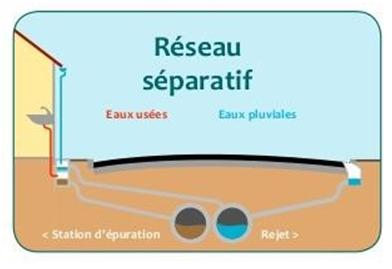 Réseau
séparatif
Eaux usées Eaux pluviales
< Station d'épuration Rejet >